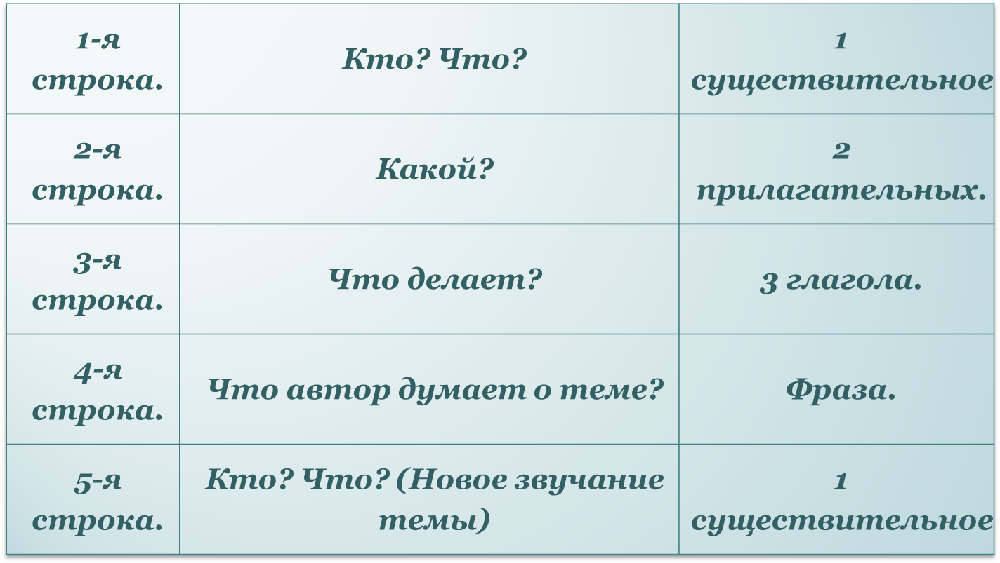 1-я
строка.
Кто? Что?
1
существительное
2-я
строка.
Какой?
2
прилагательных.
3-я
строка.
Что делает?
3 глагола.
4-я
строка.
Что автор думает о теме?
Фраза.
5-я
строка.
Кто? Что? (Новое звучание
темы)
1
существительное